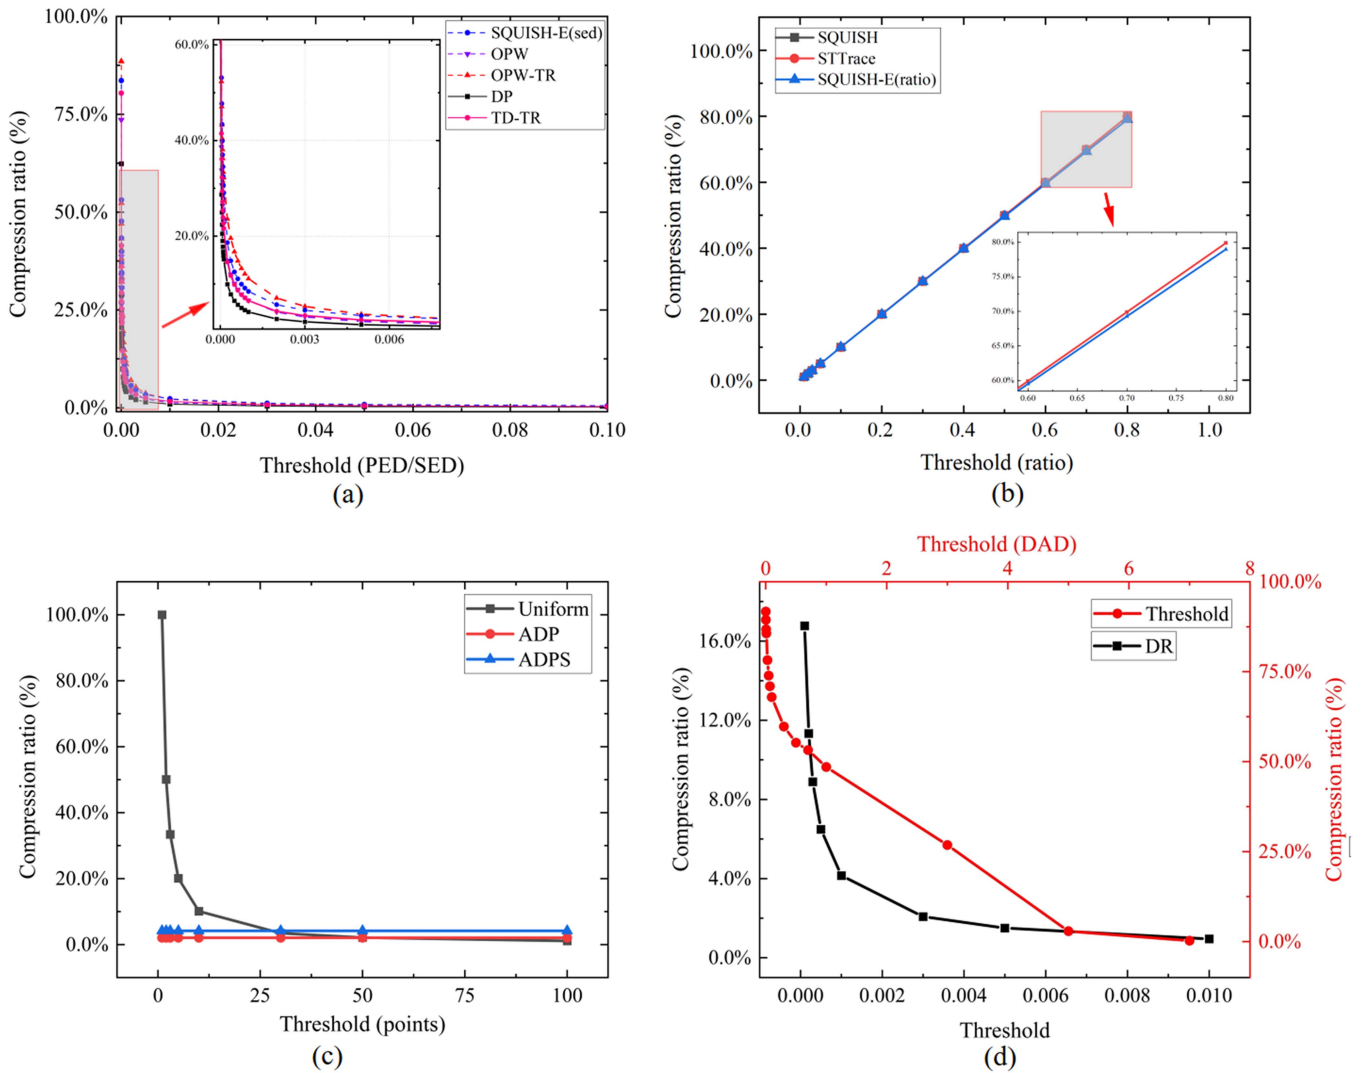 100.0%
75.0%
50.0%
25.0%
0.0%
Compression ratio (%)
SQUISH-E(sed)
OPW
OPW-TR
DP
TD-TR
60.0%
40.0%
20.0%
0.000 0.003 0.006
0.00 0.02 0.04 0.06 0.08 0.10
Threshold (PED/SED)
(a)
100.0%
80.0%
60.0%
40.0%
20.0%
0.0%
Compression ratio (%)
SQUISH
STTrace
SQUISH-E(ratio)
80.0%
75.0%
70.0%
65.0%
60.0%
0.60 0.65 0.70 0.75 0.80
0.0 0.2 0.4 0.6 0.8 1.0
Threshold (ratio)
(b)
100.0%
80.0%
60.0%
40.0%
20.0%
0.0%
Compression ratio (%)
Uniform
ADP
ADPS
0 25 50 75 100
Threshold (points)
(c)
Threshold (DAD)
0 2 4 6 8
16.0%
12.0%
8.0%
4.0%
0.0%
Compression ratio (%)
Threshold
DR
100.0%
75.0%
50.0%
25.0%
0.0%
Compression ratio (%)
0.000 0.002 0.004 0.006 0.008 0.010
Threshold
(d)